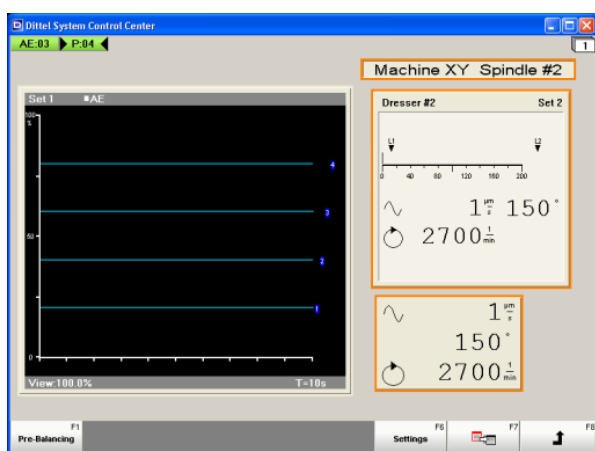 Dittel System Control Center
AE:03 P:04
1
Machine XY Spindle #2
Set 1 AE
100
%
50
0
4
3
2
1
View:100.0% T=10s
Dresser #2 Set 2
L1 L2
0 40 80 120 160 200
1 µm/s 150°
2700 1/min
1 µm/s
150°
2700 1/min
F1
Pre-Balancing
F6
Settings
F7
F8